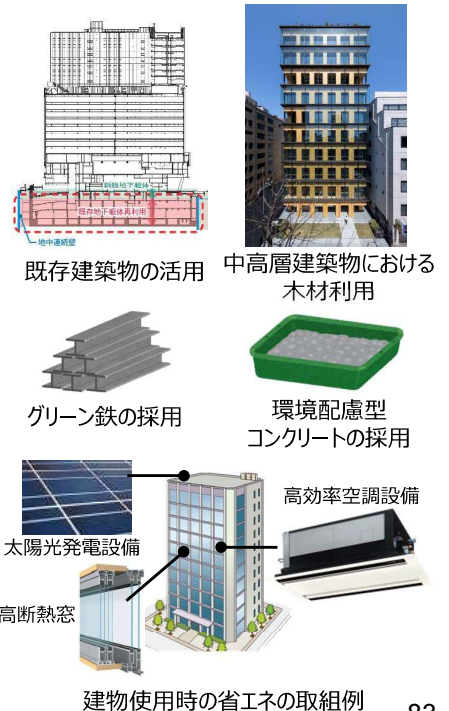 新設地下躯体
既存地下躯体再利用
地中連続壁
既存建築物の活用
中高層建築物における
木材利用
グリーン鉄の採用
環境配慮型
コンクリートの採用
高効率空調設備
太陽光発電設備
高断熱窓
建物使用時の省エネの取組例